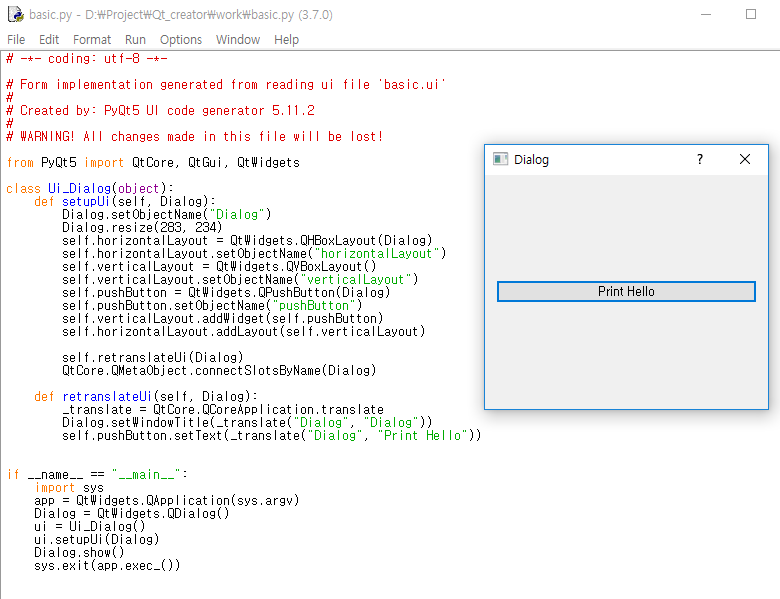 basic.py - D:₩Project₩Qt_creator₩work₩basic.py (3.7.0)
File Edit Format Run Options Window Help
# -*- coding: utf-8 -*-
# Form implementation generated from reading ui file 'basic.ui'
#
# Created by: PyQt5 UI code generator 5.11.2
#
# WARNING! All changes made in this file will be lost!
from PyQt5 import QtCore, QtGui, QtWidgets
class Ui_Dialog(object):
    def setupUi(self, Dialog):
        Dialog.setObjectName("Dialog")
        Dialog.resize(283, 234)
        self.horizontalLayout = QtWidgets.QHBoxLayout(Dialog)
        self.horizontalLayout.setObjectName("horizontalLayout")
        self.verticalLayout = QtWidgets.QVBoxLayout()
        self.verticalLayout.setObjectName("verticalLayout")
        self.pushButton = QtWidgets.QPushButton(Dialog)
        self.pushButton.setObjectName("pushButton")
        self.verticalLayout.addWidget(self.pushButton)
        self.horizontalLayout.addLayout(self.verticalLayout)
        self.retranslateUi(Dialog)
        QtCore.QMetaObject.connectSlotsByName(Dialog)
    def retranslateUi(self, Dialog):
        _translate = QtCore.QCoreApplication.translate
        Dialog.setWindowTitle(_translate("Dialog", "Dialog"))
        self.pushButton.setText(_translate("Dialog", "Print Hello"))
if __name__ == "__main__":
    import sys
    app = QtWidgets.QApplication(sys.argv)
    Dialog = QtWidgets.QDialog()
    ui = Ui_Dialog()
    ui.setupUi(Dialog)
    Dialog.show()
    sys.exit(app.exec_())
Dialog ?
Print Hello